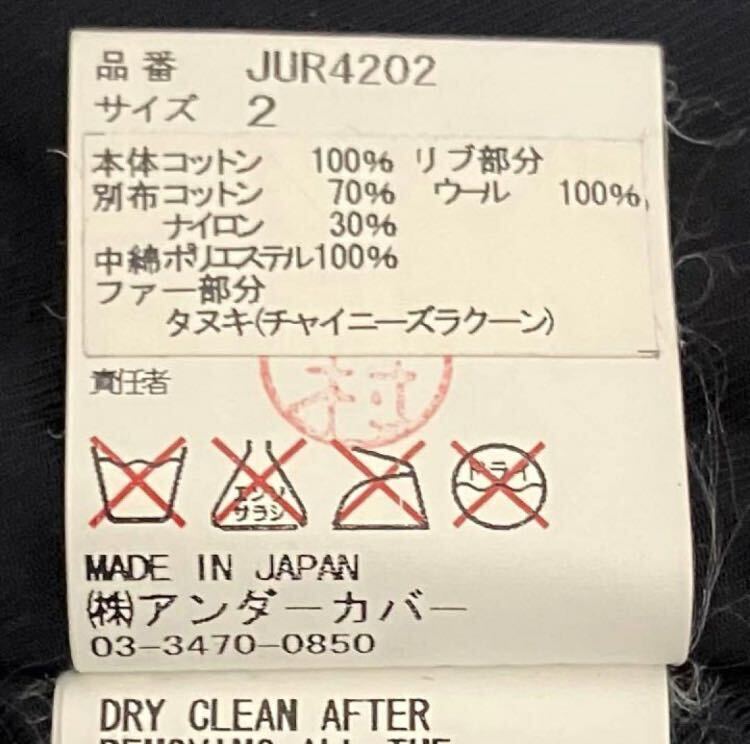 品番 JUR4202
サイズ 2
本体コットン 100% リブ部分
別布コットン 70% ウール 100%
ナイロン 30%
中綿ポリエステル100%
ファー部分
タヌキ(チャイニーズラクーン)
責任者
村
エンソ
サラシ
ドライ
MADE IN JAPAN
(株)アンダーカバー
03-3470-0850
DRY CLEAN AFTER
REMOVING ALL THE